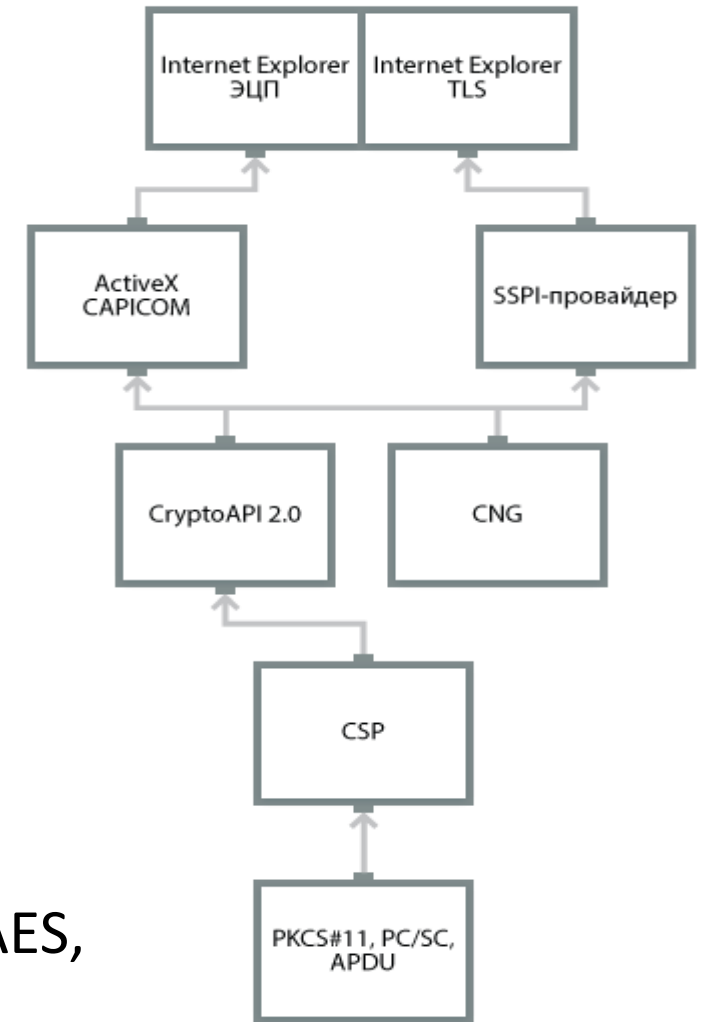 Internet Explorer
ЭЦП
Internet Explorer
TLS
ActiveX
CAPICOM
SSPI-провайдер
CryptoAPI 2.0
CNG
CSP
AES,
PKCS#11, PC/SC,
APDU